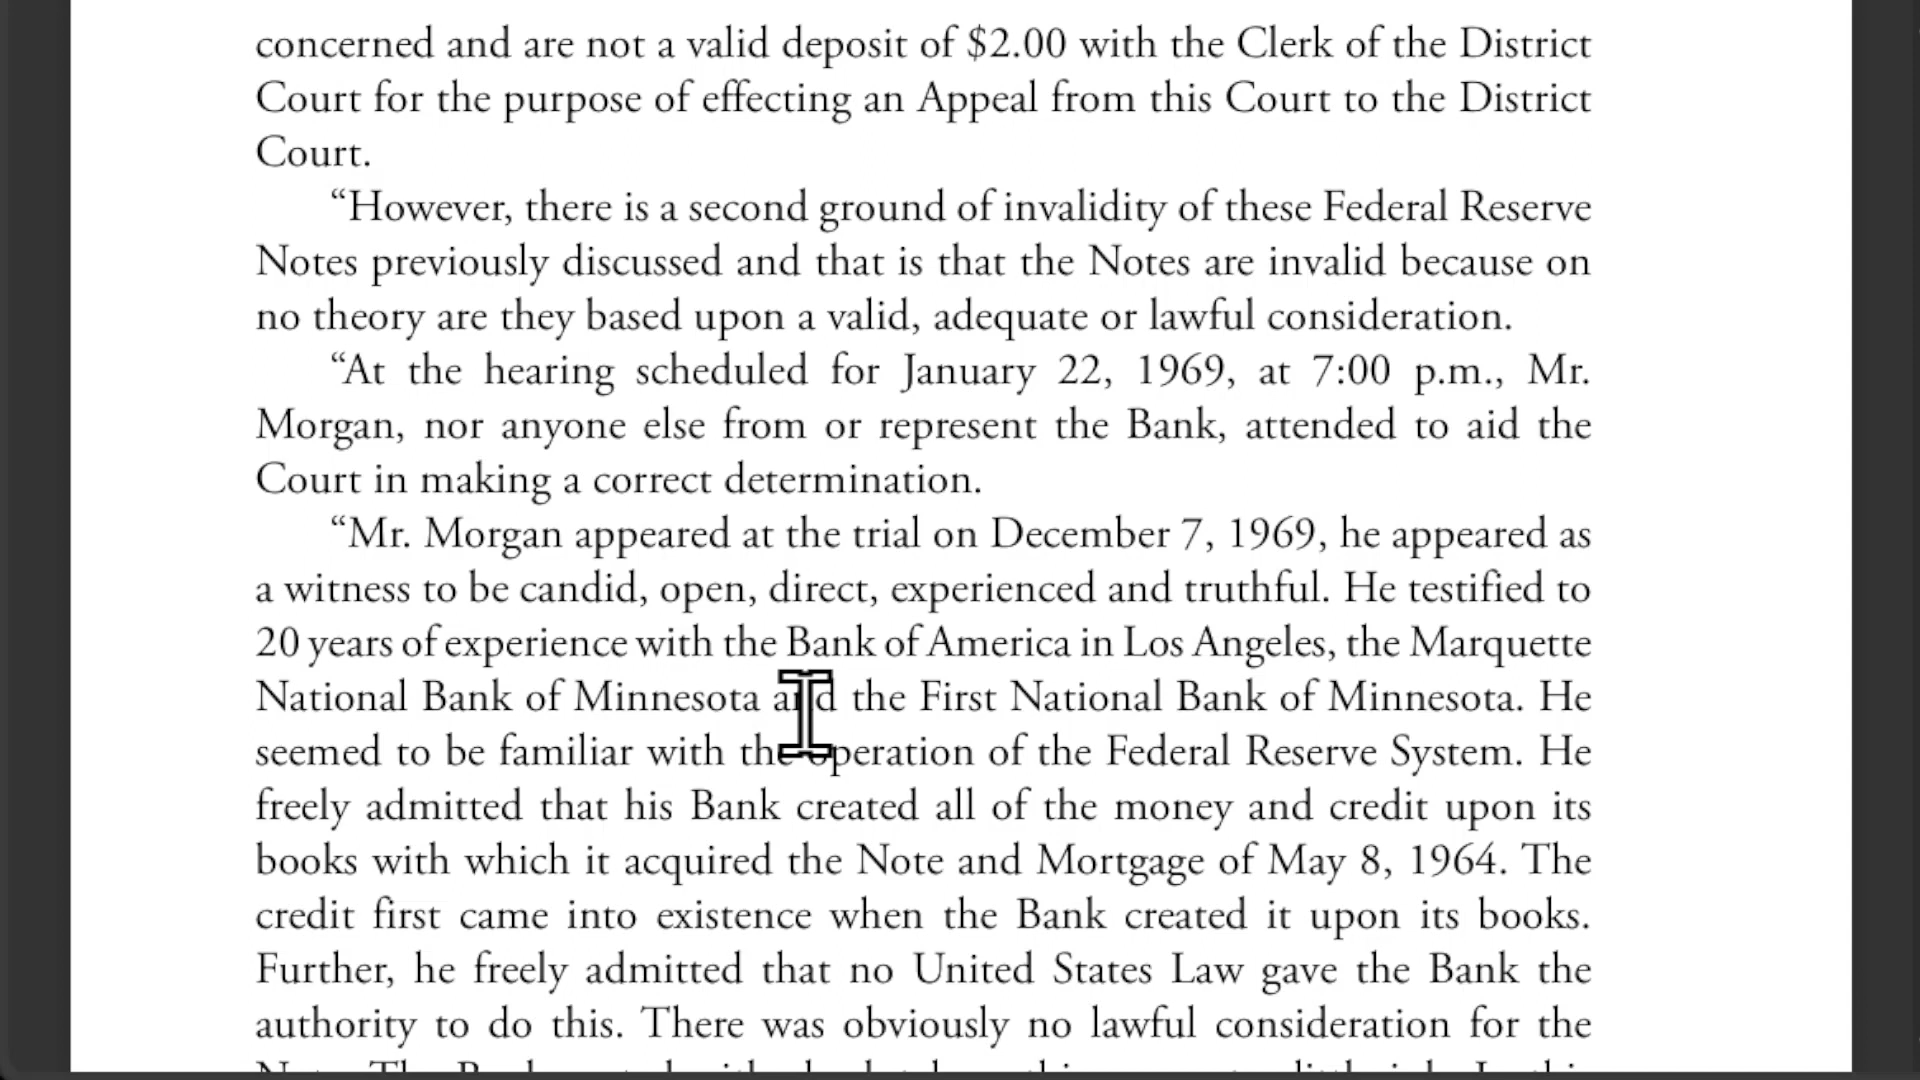 concerned and are not a valid deposit of $2.00 with the Clerk of the District
Court for the purpose of effecting an Appeal from this Court to the District
Court.
“However, there is a second ground of invalidity of these Federal Reserve
Notes previously discussed and that is that the Notes are invalid because on
no theory are they based upon a valid, adequate or lawful consideration.
“At the hearing scheduled for January 22, 1969, at 7:00 p.m., Mr.
Morgan, nor anyone else from or represent the Bank, attended to aid the
Court in making a correct determination.
“Mr. Morgan appeared at the trial on December 7, 1969, he appeared as
a witness to be candid, open, direct, experienced and truthful. He testified to
20 years of experience with the Bank of America in Los Angeles, the Marquette
National Bank of Minnesota and the First National Bank of Minnesota. He
seemed to be familiar with the operation of the Federal Reserve System. He
freely admitted that his Bank created all of the money and credit upon its
books with which it acquired the Note and Mortgage of May 8, 1964. The
credit first came into existence when the Bank created it upon its books.
Further, he freely admitted that no United States Law gave the Bank the
authority to do this. There was obviously no lawful consideration for the